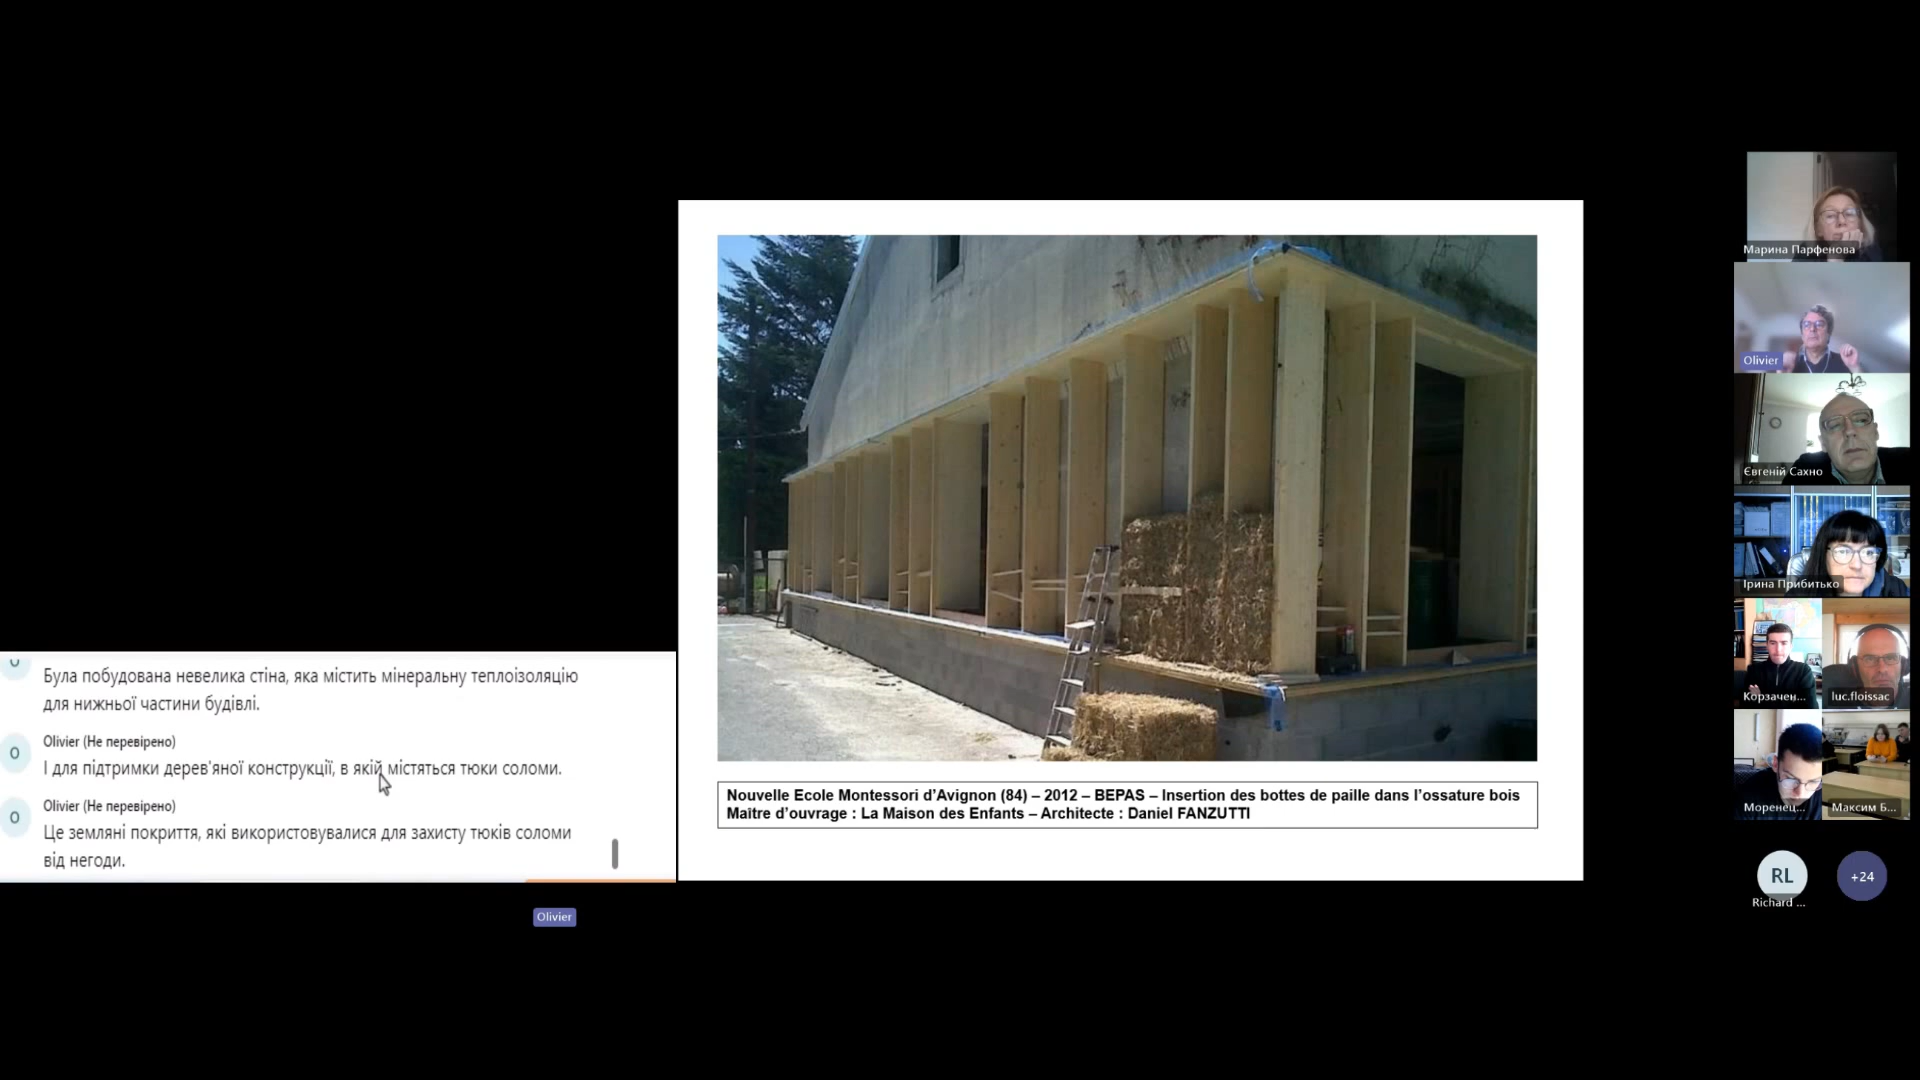 Була побудована невелика стіна, яка містить мінеральну теплоізоляцію
для нижньої частини будівлі.
O
Olivier (Не перевірено)
І для підтримки дерев'яної конструкції, в якій містяться тюки соломи.
O
Olivier (Не перевірено)
Це земляні покриття, які використовувалися для захисту тюків соломи
від негоди.
Olivier
Nouvelle Ecole Montessori d’Avignon (84) – 2012 – BEPAS – Insertion des bottes de paille dans l’ossature bois
Maître d’ouvrage : La Maison des Enfants – Architecte : Daniel FANZUTTI
Марина Парфенова
Olivier
Євгеній Сахно
Ірина Прибитько
Корзачен...
luc.floissac
Моренец...
Максим Б...
RL
Richard ...
+24